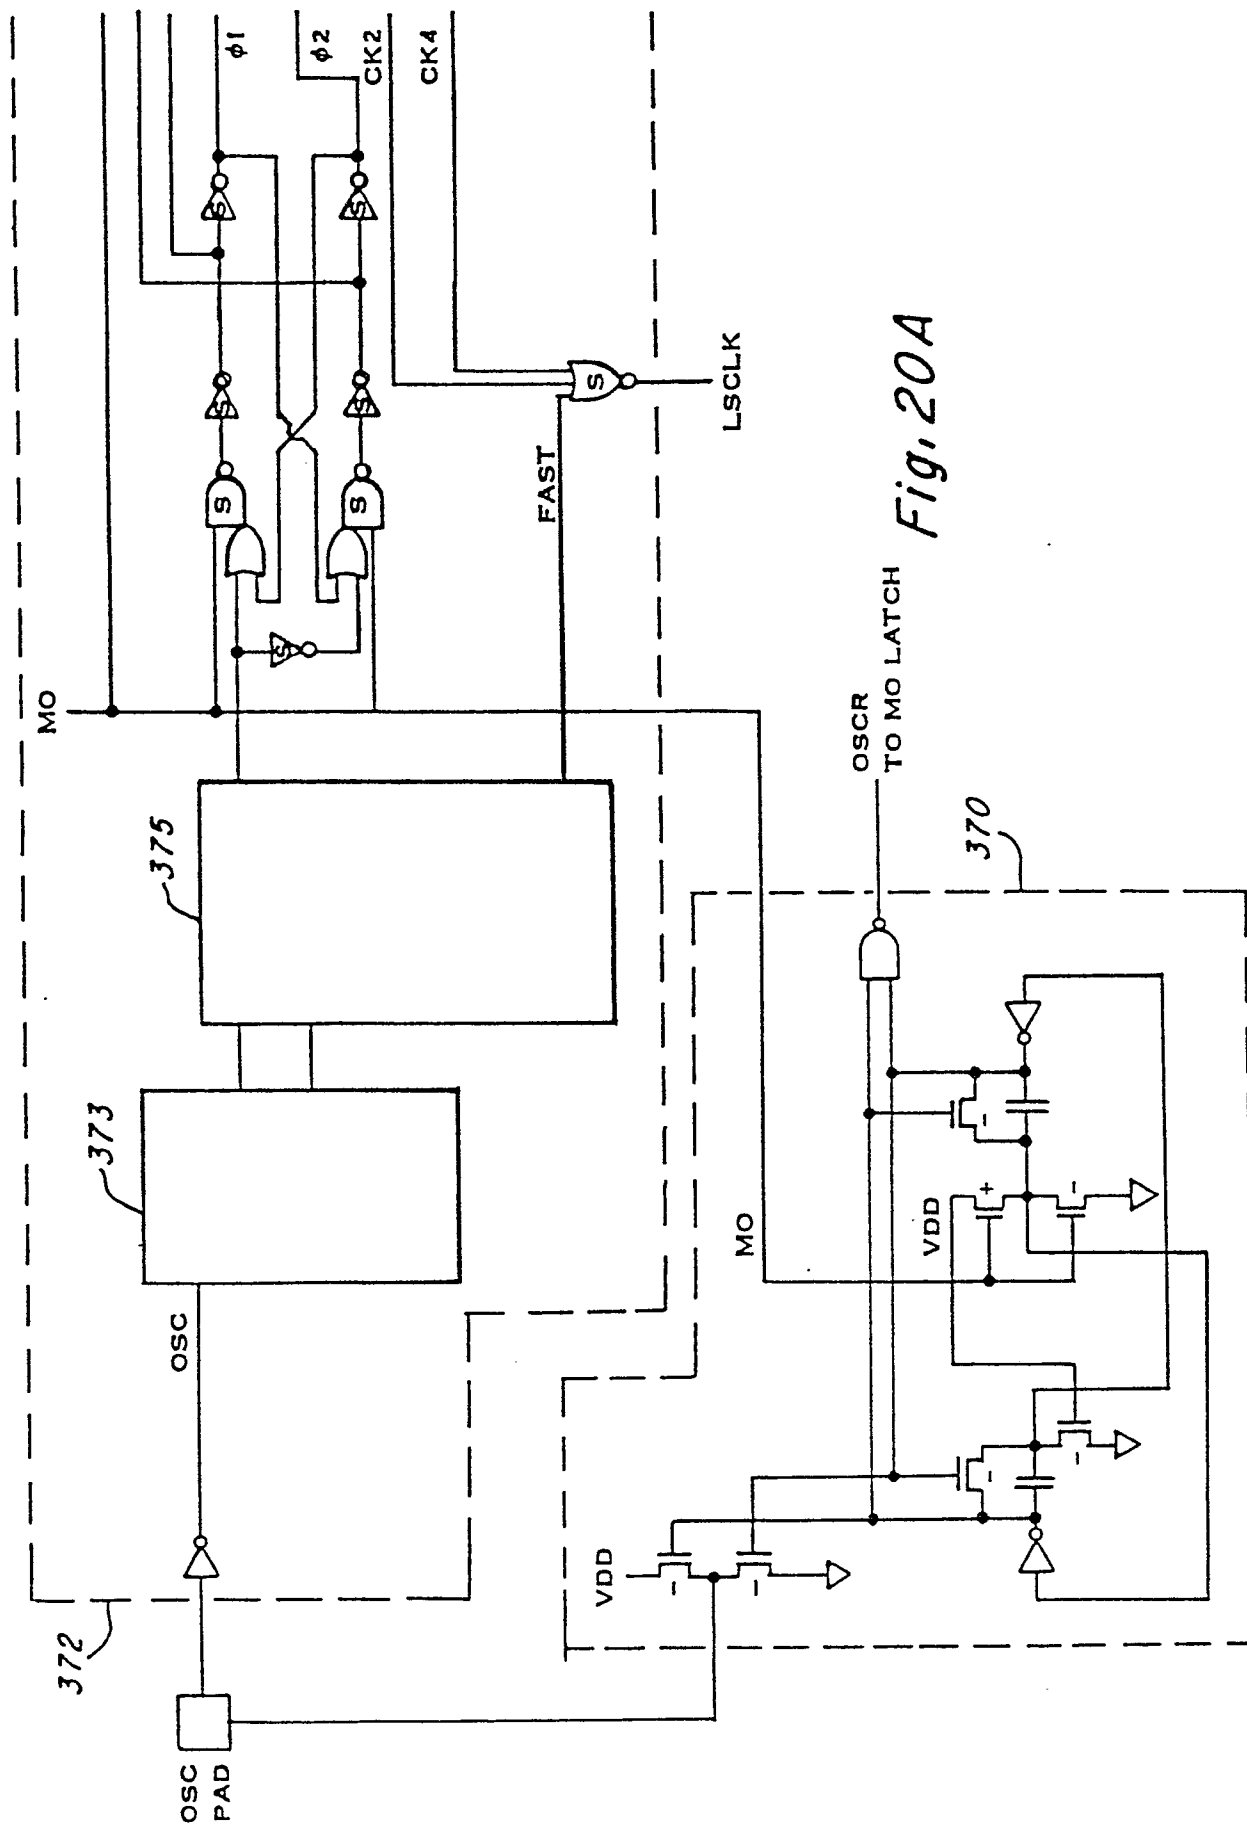 OSC
PAD
372
OSC
373
375
MO
S
S
S
S
S
S
S
φ1
φ2
CK2
CK4
FAST
S
LSCLK
VDD
-
-
-
-
MO
VDD
+
-
-
370
OSCR
TO MO LATCH
Fig. 20A